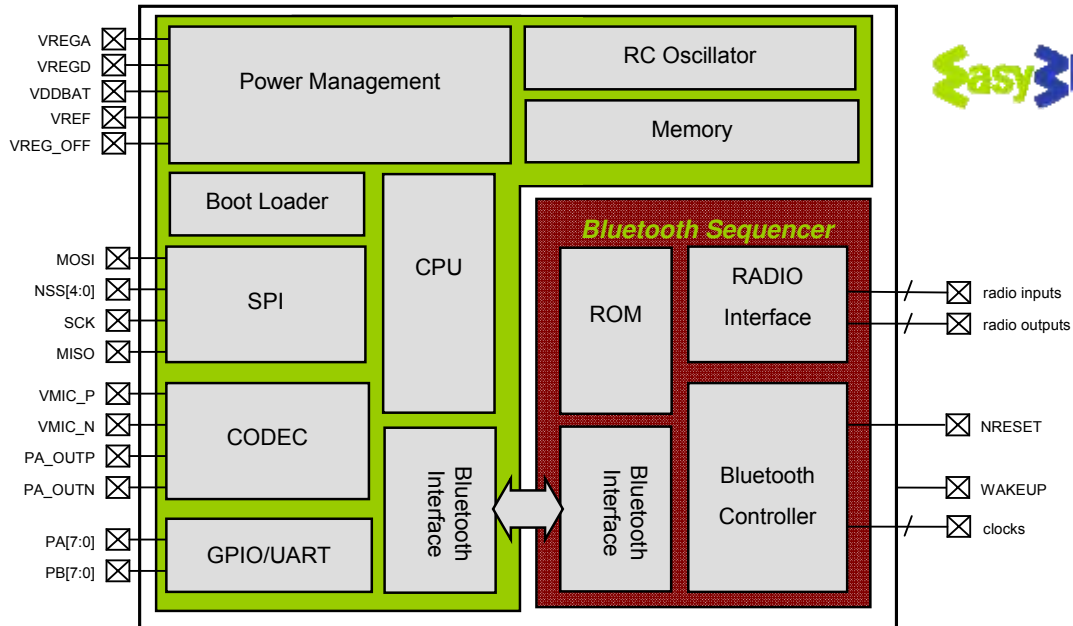 VREGA
VREGD
VDDBAT
VREF
VREG_OFF
Power Management
RC Oscillator
Memory
Easy
Boot Loader
CPU
Bluetooth Sequencer
MOSI
NSS[4:0]
SCK
MISO
SPI
ROM
RADIO
Interface
radio inputs
radio outputs
VMIC_P
VMIC_N
PA_OUTP
PA_OUTN
CODEC
Bluetooth
Interface
Bluetooth
Interface
Bluetooth
Controller
NRESET
WAKEUP
clocks
PA[7:0]
PB[7:0]
GPIO/UART